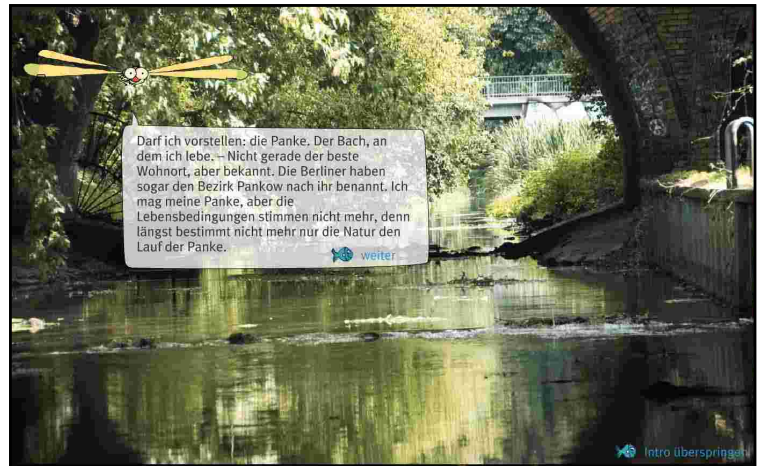 Darf ich vorstellen: die Panke. Der Bach, an
dem ich lebe. – Nicht gerade der beste
Wohnort, aber bekannt. Die Berliner haben
sogar den Bezirk Pankow nach ihr benannt. Ich
mag meine Panke, aber die
Lebensbedingungen stimmen nicht mehr, denn
längst bestimmt nicht mehr nur die Natur den
Lauf der Panke.
weiter
Intro überspringen